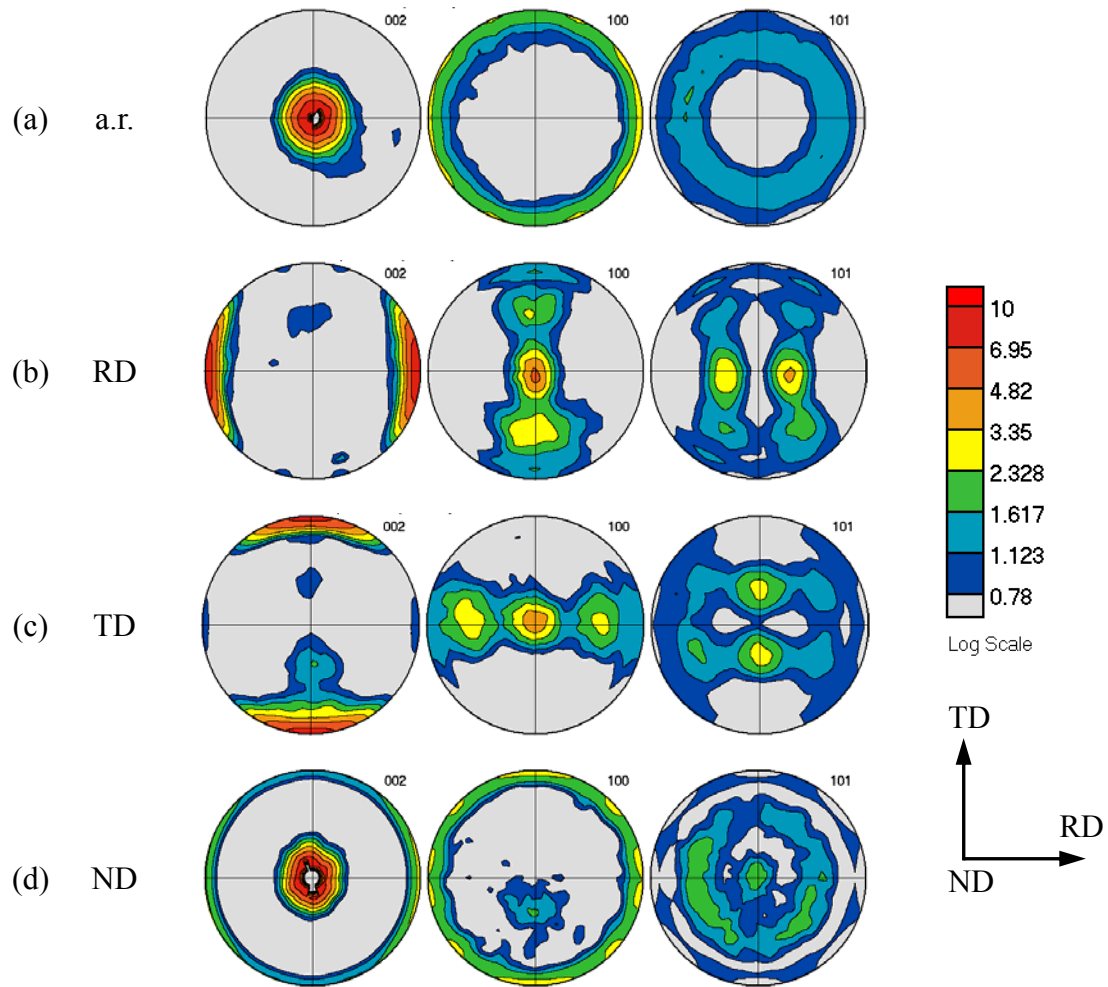 002 100 101
(a) a.r.
002 100 101
(b) RD
002 100 101
(c) TD
002 100 101
(d) ND
10
6.95
4.82
3.35
2.328
1.617
1.123
0.78
Log Scale
TD
RD
ND